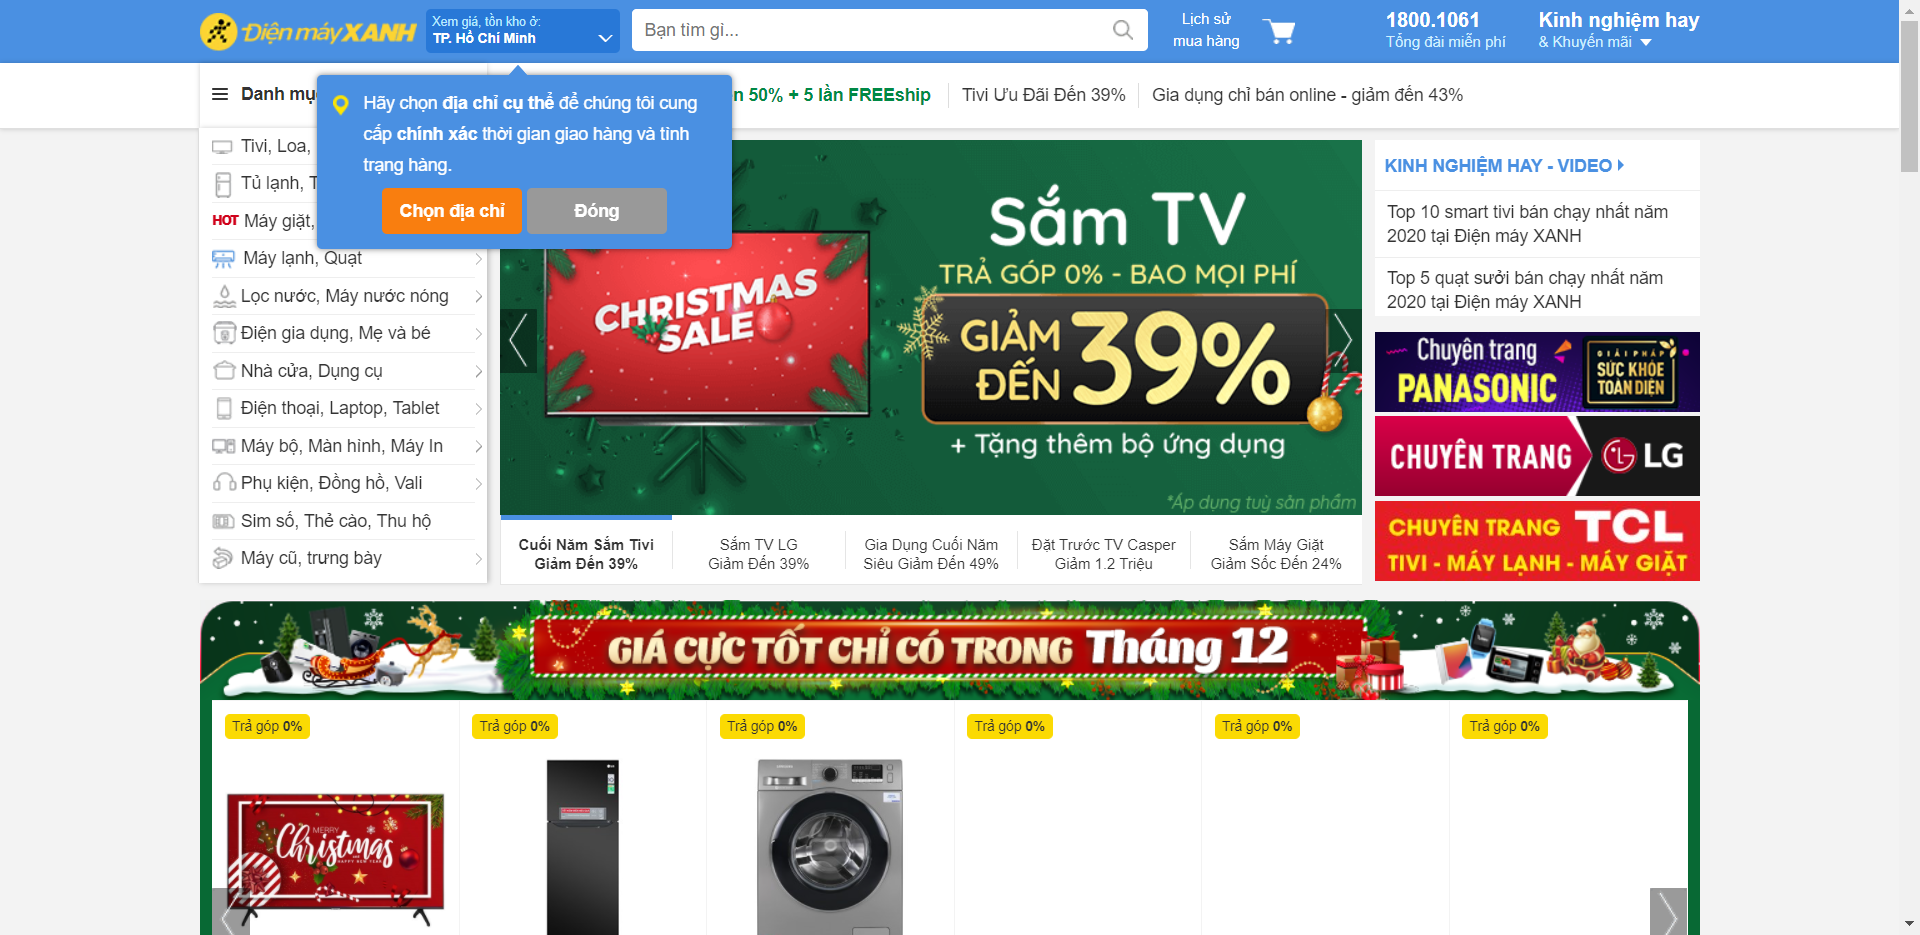 Điện máy XANH
Xem giá, tồn kho ở:
TP. Hồ Chí Minh
Bạn tìm gì...
Lịch sử
mua hàng
1800.1061
Tổng đài miễn phí
Kinh nghiệm hay
& Khuyến mãi
Danh mục
Hãy chọn địa chỉ cụ thể để chúng tôi cung
cấp chính xác thời gian giao hàng và tình
trạng hàng.
Chọn địa chỉ
Đóng
50% + 5 lần FREEship
Tivi Ưu Đãi Đến 39%
Gia dụng chỉ bán online - giảm đến 43%
Tivi, Loa,
Tủ lạnh,
HOT Máy giặt,
Máy lạnh, Quạt
Lọc nước, Máy nước nóng
Điện gia dụng, Mẹ và bé
Nhà cửa, Dụng cụ
Điện thoại, Laptop, Tablet
Máy bộ, Màn hình, Máy In
Phụ kiện, Đồng hồ, Vali
Sim số, Thẻ cào, Thu hộ
Máy cũ, trưng bày
CHRISTMAS
SALE
Sắm TV
TRẢ GÓP 0% - BAO MỌI PHÍ
GIẢM
ĐẾN 39%
+ Tặng thêm bộ ứng dụng
*Áp dụng tuỳ sản phẩm
Cuối Năm Sắm Tivi
Giảm Đến 39%
Sắm TV LG
Giảm Đến 39%
Gia Dụng Cuối Năm
Siêu Giảm Đến 49%
Đặt Trước TV Casper
Giảm 1.2 Triệu
Sắm Máy Giặt
Giảm Sốc Đến 24%
KINH NGHIỆM HAY - VIDEO
Top 10 smart tivi bán chạy nhất năm
2020 tại Điện máy XANH
Top 5 quạt sưởi bán chạy nhất năm
2020 tại Điện máy XANH
Chuyên trang
PANASONIC
GIẢI PHÁP
SỨC KHỎE
TOÀN DIỆN
CHUYÊN TRANG
LG
CHUYÊN TRANG TCL
TIVI - MÁY LẠNH - MÁY GIẶT
GIÁ CỰC TỐT CHỈ CÓ TRONG Tháng 12
Trả góp 0%
Trả góp 0%
Trả góp 0%
Trả góp 0%
Trả góp 0%
Trả góp 0%
MERRY
Christmas
HAPPY NEW YEAR